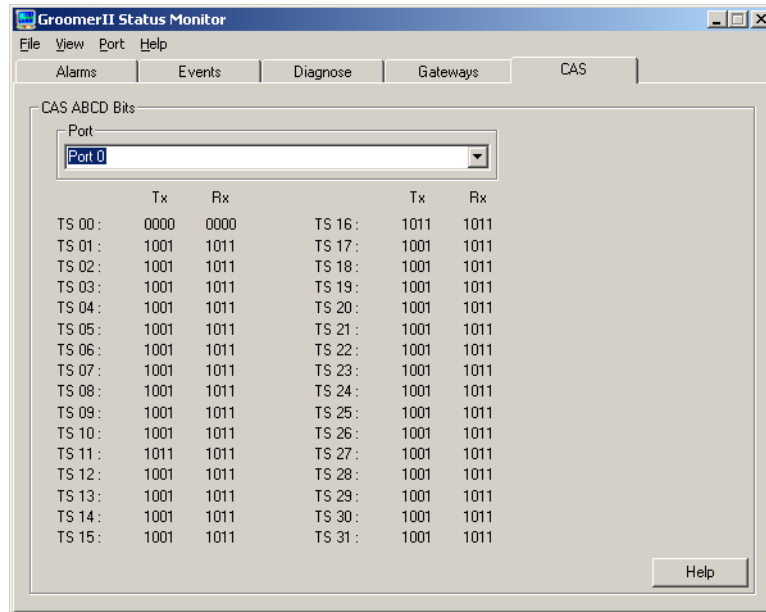 GroomerII Status Monitor
File View Port Help
Alarms Events Diagnose Gateways CAS
CAS ABCD Bits
Port
Port 0
Tx Rx Tx Rx
TS 00 : 0000 0000 TS 16 : 1011 1011
TS 01 : 1001 1011 TS 17 : 1001 1011
TS 02 : 1001 1011 TS 18 : 1001 1011
TS 03 : 1001 1011 TS 19 : 1001 1011
TS 04 : 1001 1011 TS 20 : 1001 1011
TS 05 : 1001 1011 TS 21 : 1001 1011
TS 06 : 1001 1011 TS 22 : 1001 1011
TS 07 : 1001 1011 TS 23 : 1001 1011
TS 08 : 1001 1011 TS 24 : 1001 1011
TS 09 : 1001 1011 TS 25 : 1001 1011
TS 10 : 1001 1011 TS 26 : 1001 1011
TS 11 : 1011 1011 TS 27 : 1001 1011
TS 12 : 1001 1011 TS 28 : 1001 1011
TS 13 : 1001 1011 TS 29 : 1001 1011
TS 14 : 1001 1011 TS 30 : 1001 1011
TS 15 : 1001 1011 TS 31 : 1001 1011
Help